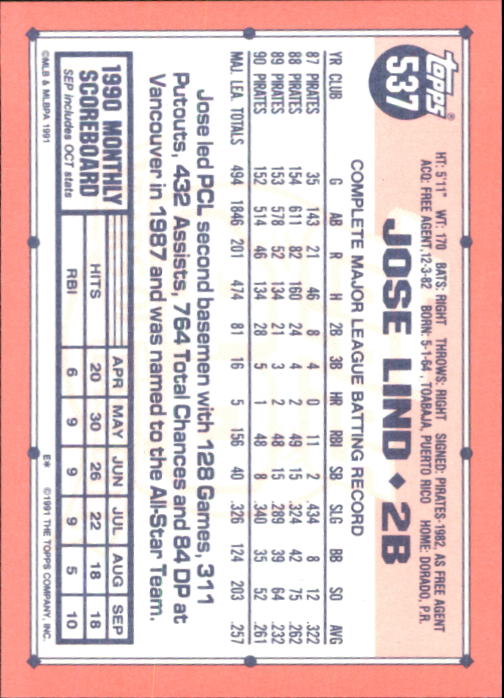 topps®
537
JOSE LIND ♦ 2B
HT: 5'11" WT: 170 BATS: RIGHT THROWS: RIGHT SIGNED: PIRATES-1982, AS FREE AGENT
ACQ: FREE AGENT, 12-3-82 BORN: 5-1-64, TOABAJA, PUERTO RICO HOME: DORADO, P.R.
COMPLETE MAJOR LEAGUE BATTING RECORD
YR CLUB G AB R H 2B 3B HR RBI SB SLG BB SO AVG
87 PIRATES 35 143 21 46 8 4 0 11 2 .434 8 12 .322
88 PIRATES 154 611 82 160 24 4 2 49 15 .324 42 75 .262
89 PIRATES 153 578 52 134 21 3 2 48 15 .289 39 64 .232
90 PIRATES 152 514 46 134 28 5 1 48 8 .340 35 52 .261
MAJ. LEA. TOTALS 494 1846 201 474 81 16 5 156 40 .326 124 203 .257
Jose led PCL second basemen with 128 Games, 311
Putouts, 432 Assists, 764 Total Chances and 84 DP at
Vancouver in 1987 and was named to the All-Star Team.
1990 MONTHLY
SCOREBOARD
SEP includes OCT stats
APR MAY JUN JUL AUG SEP
HITS 20 30 26 22 18 18
RBI 6 9 9 9 5 10
©MLB & MLBPA 1991 E* ©1991 THE TOPPS COMPANY, INC.